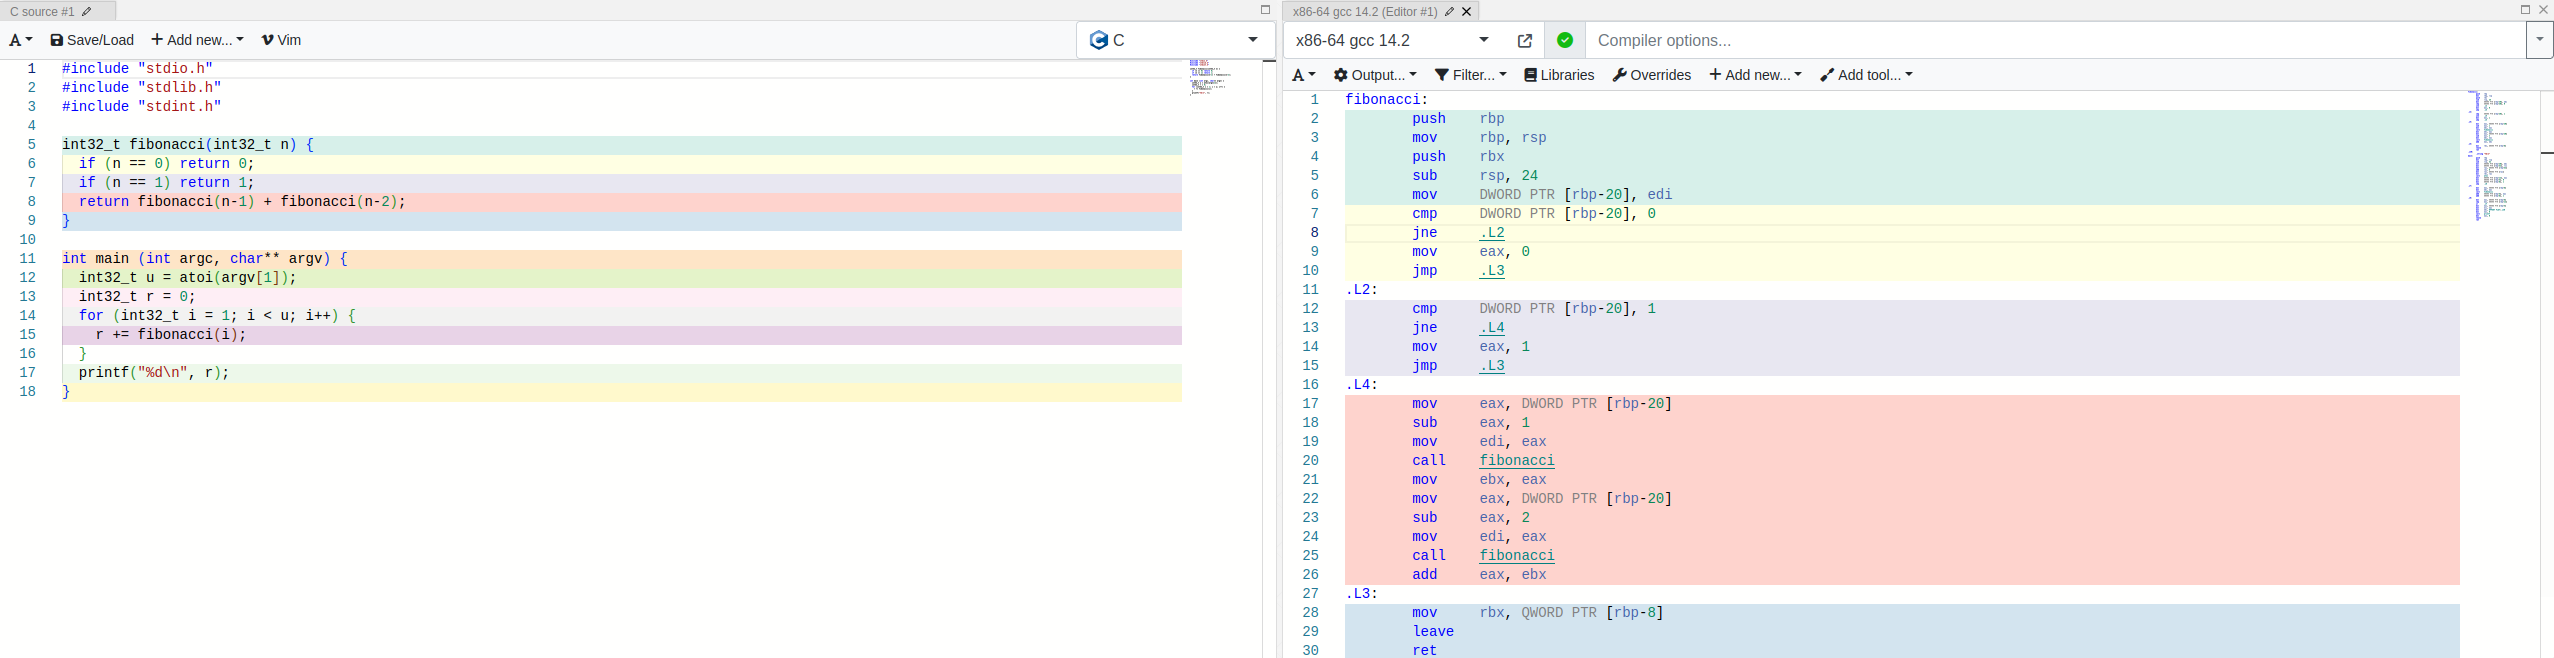 C source #1
A Save/Load + Add new... Vim
C
1 #include "stdio.h"
2 #include "stdlib.h"
3 #include "stdint.h"
4
5 int32_t fibonacci(int32_t n) {
6   if (n == 0) return 0;
7   if (n == 1) return 1;
8   return fibonacci(n-1) + fibonacci(n-2);
9 }
10
11 int main (int argc, char** argv) {
12   int32_t u = atoi(argv[1]);
13   int32_t r = 0;
14   for (int32_t i = 1; i < u; i++) {
15     r += fibonacci(i);
16   }
17   printf("%d\n", r);
18 }
x86-64 gcc 14.2 (Editor #1)
x86-64 gcc 14.2 Compiler options...
A Output... Filter... Libraries Overrides + Add new... Add tool...
1 fibonacci:
2         push    rbp
3         mov     rbp, rsp
4         push    rbx
5         sub     rsp, 24
6         mov     DWORD PTR [rbp-20], edi
7         cmp     DWORD PTR [rbp-20], 0
8         jne     .L2
9         mov     eax, 0
10         jmp     .L3
11 .L2:
12         cmp     DWORD PTR [rbp-20], 1
13         jne     .L4
14         mov     eax, 1
15         jmp     .L3
16 .L4:
17         mov     eax, DWORD PTR [rbp-20]
18         sub     eax, 1
19         mov     edi, eax
20         call    fibonacci
21         mov     ebx, eax
22         mov     eax, DWORD PTR [rbp-20]
23         sub     eax, 2
24         mov     edi, eax
25         call    fibonacci
26         add     eax, ebx
27 .L3:
28         mov     rbx, QWORD PTR [rbp-8]
29         leave
30         ret